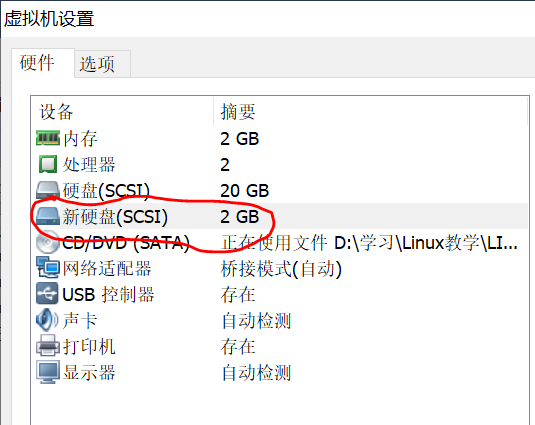 虚拟机设置
硬件 选项
设备 摘要
内存 2 GB
处理器 2
硬盘(SCSI) 20 GB
新硬盘(SCSI) 2 GB
CD/DVD (SATA) 正在使用文件 D:\学习\Linux教学\LI...
网络适配器 桥接模式(自动)
USB 控制器 存在
声卡 自动检测
打印机 存在
显示器 自动检测